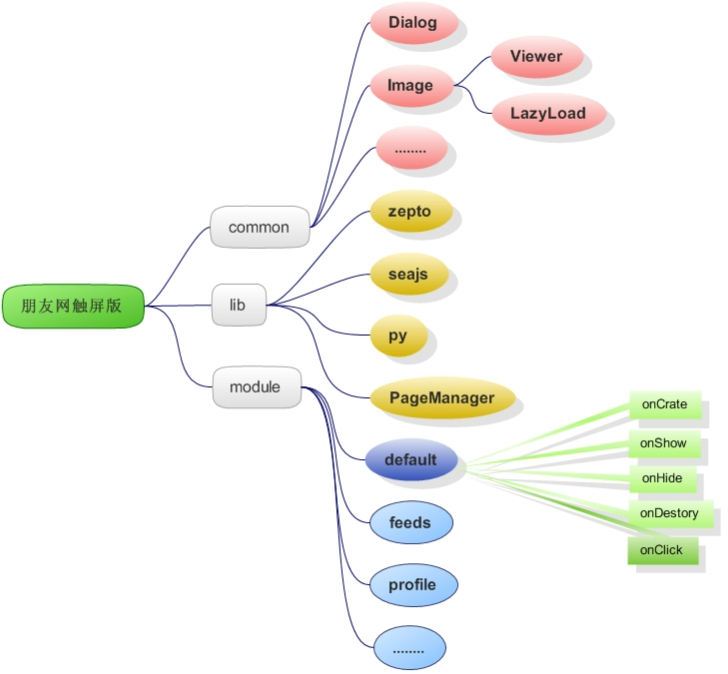 Dialog
Image
Viewer
LazyLoad
........
common
zepto
seajs
朋友网触屏版
lib
py
module
PageManager
default
onCrate
onShow
onHide
onDestory
onClick
feeds
profile
........